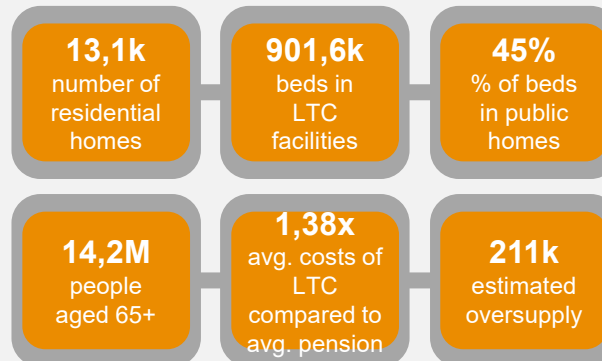 13,1k
number of
residential
homes
901,6k
beds in
LTC
facilities
45%
% of beds
in public
homes
14,2M
people
aged 65+
1,38x
avg. costs of
LTC
compared to
avg. pension
211k
estimated
oversupply